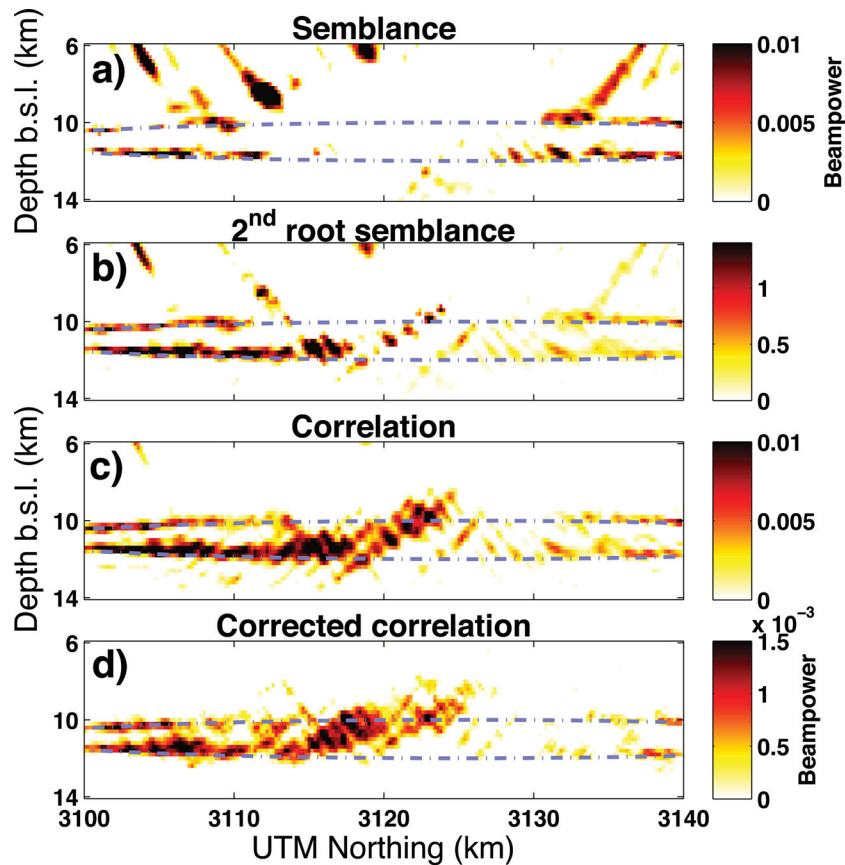 Semblance
a)
6
10
14
Depth b.s.l. (km)
0.01
0.005
0
Beampower
2nd root semblance
b)
6
10
14
1
0.5
0
Correlation
c)
6
10
14
Depth b.s.l. (km)
0.01
0.005
0
Corrected correlation
d)
6
10
14
x 10-3
1.5
1
0.5
0
Beampower
3100 3110 3120 3130 3140
UTM Northing (km)